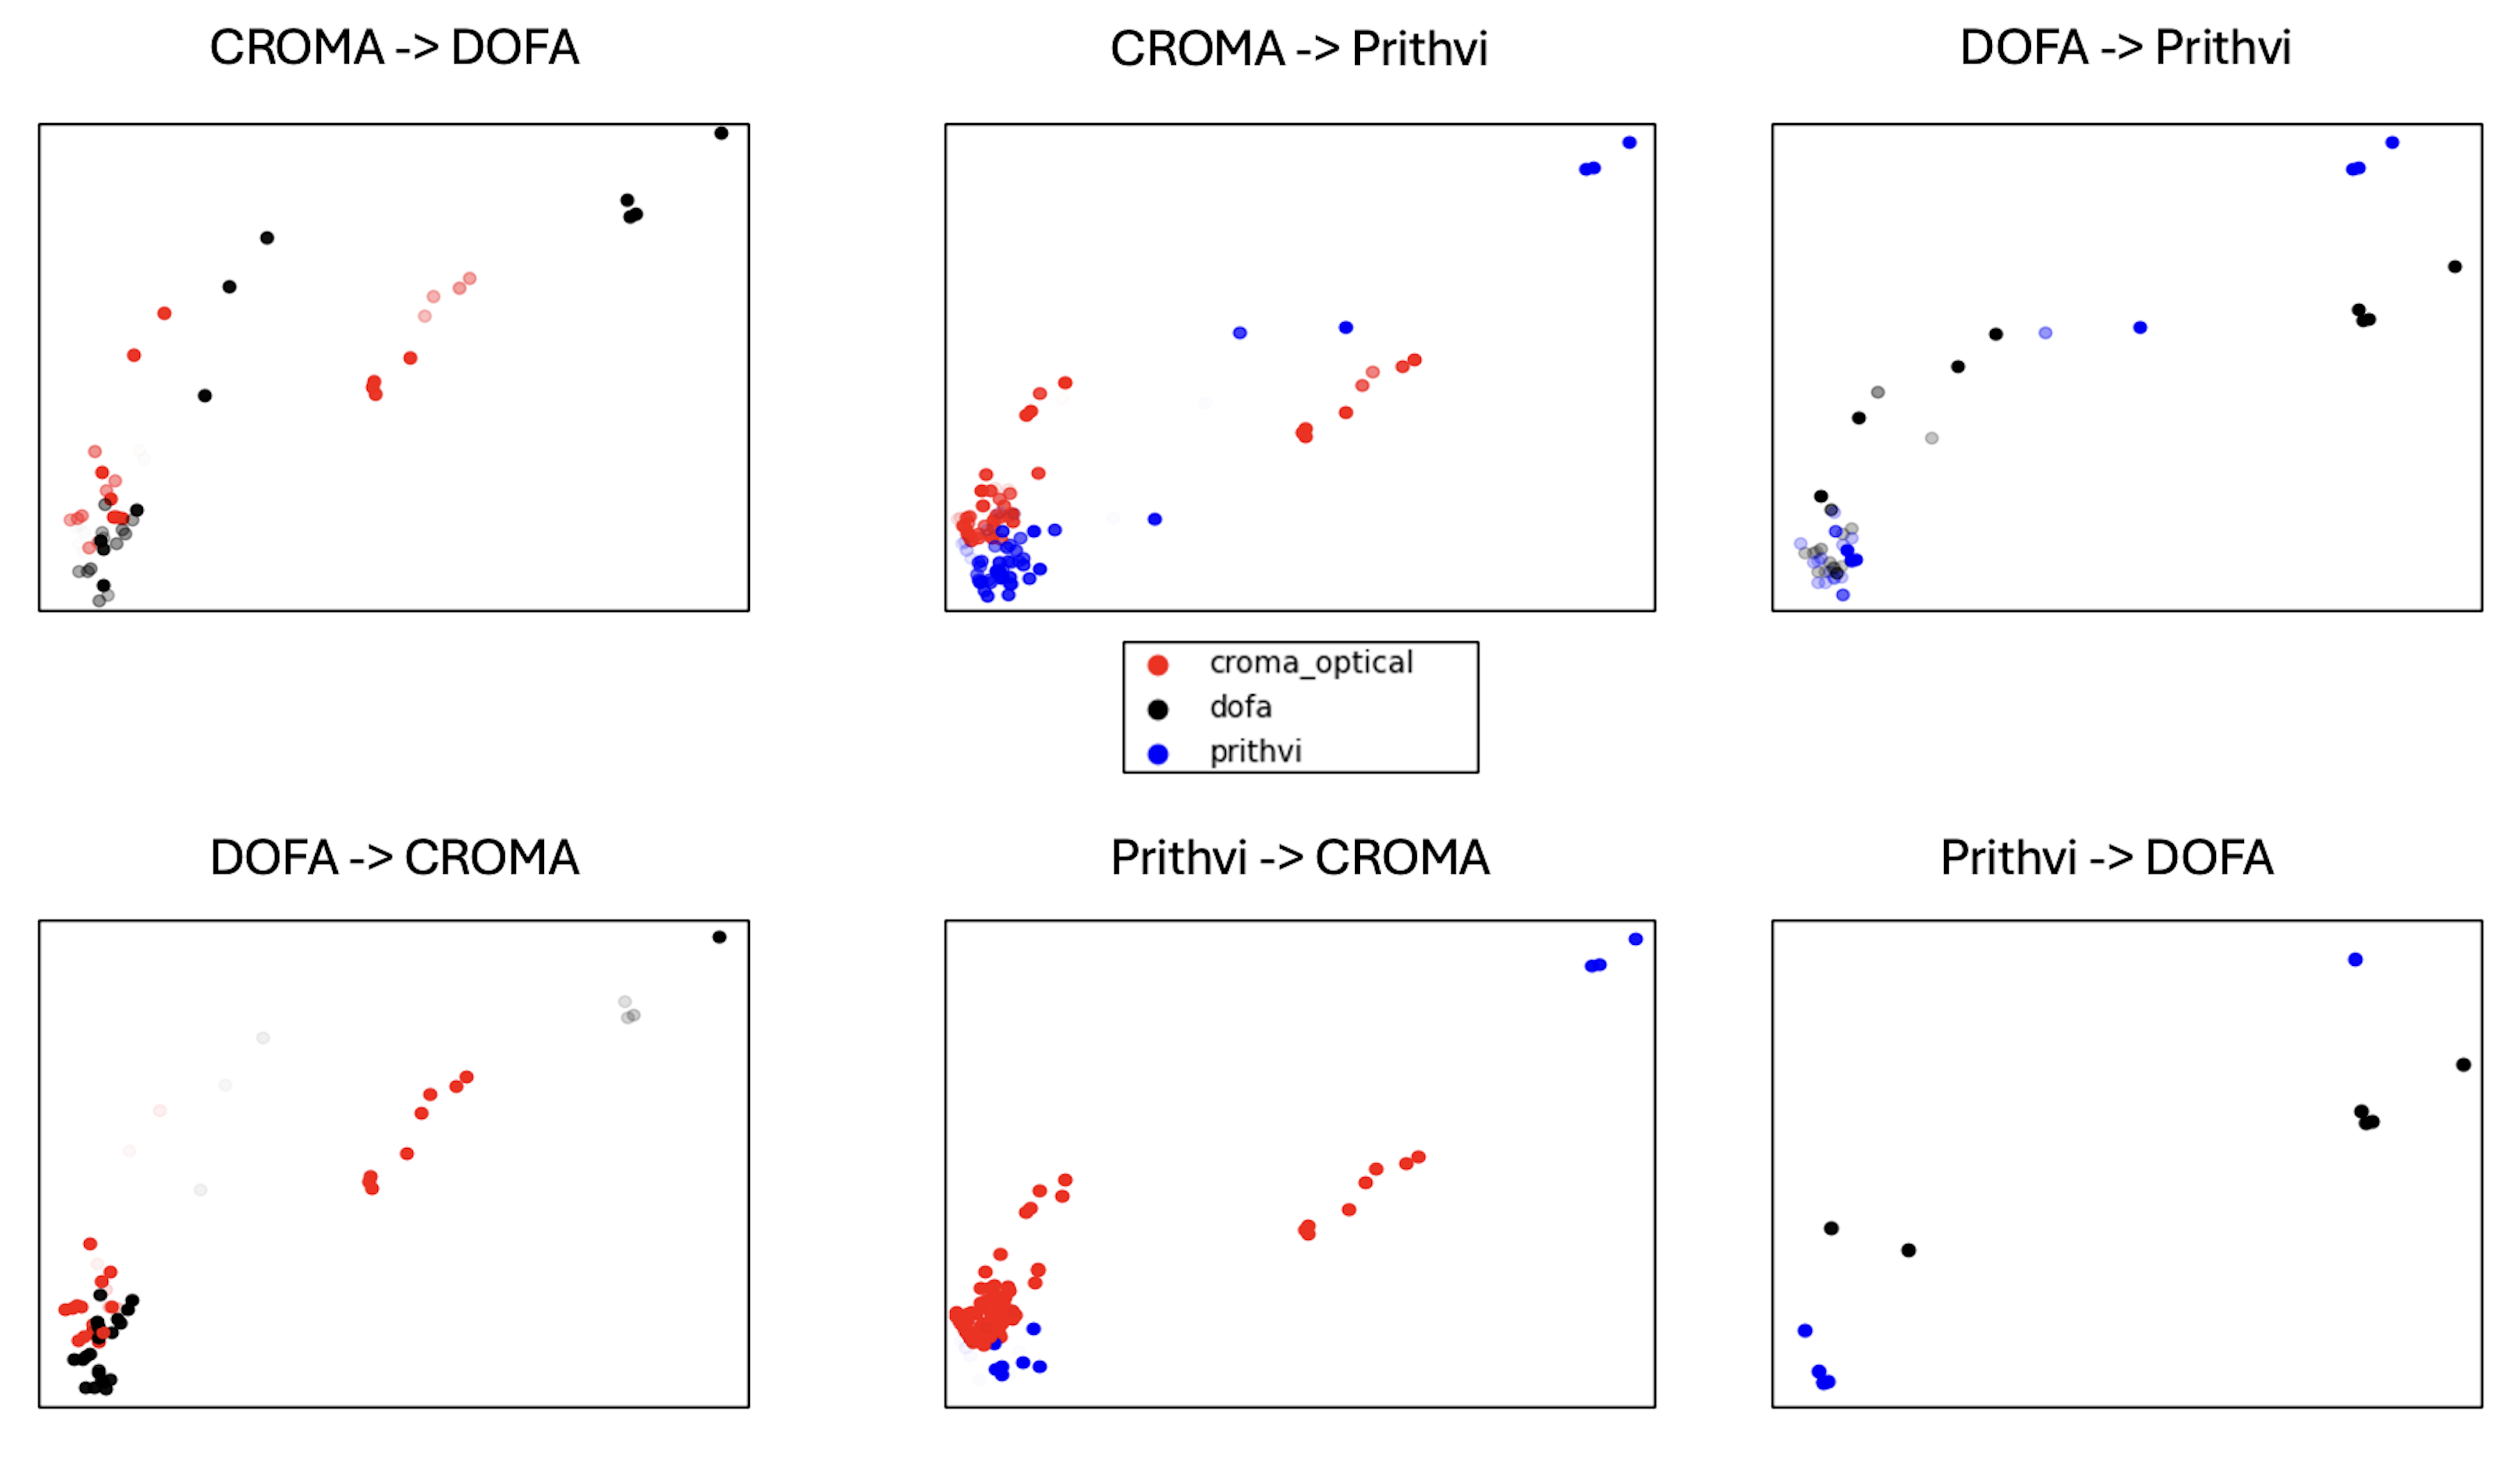 CROMA -> DOFA
CROMA -> Prithvi
DOFA -> Prithvi
croma_optical
dofa
prithvi
DOFA -> CROMA
Prithvi -> CROMA
Prithvi -> DOFA